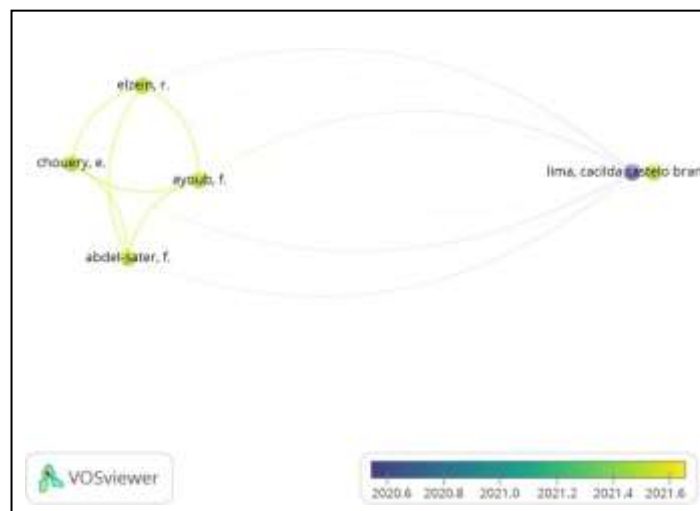 elzein, r.
chouery, e.
ayoub, f.
lima, cacilda castelo bran
abdel-sater, f.
VOSviewer
2020.6 2020.8 2021.0 2021.2 2021.4 2021.6